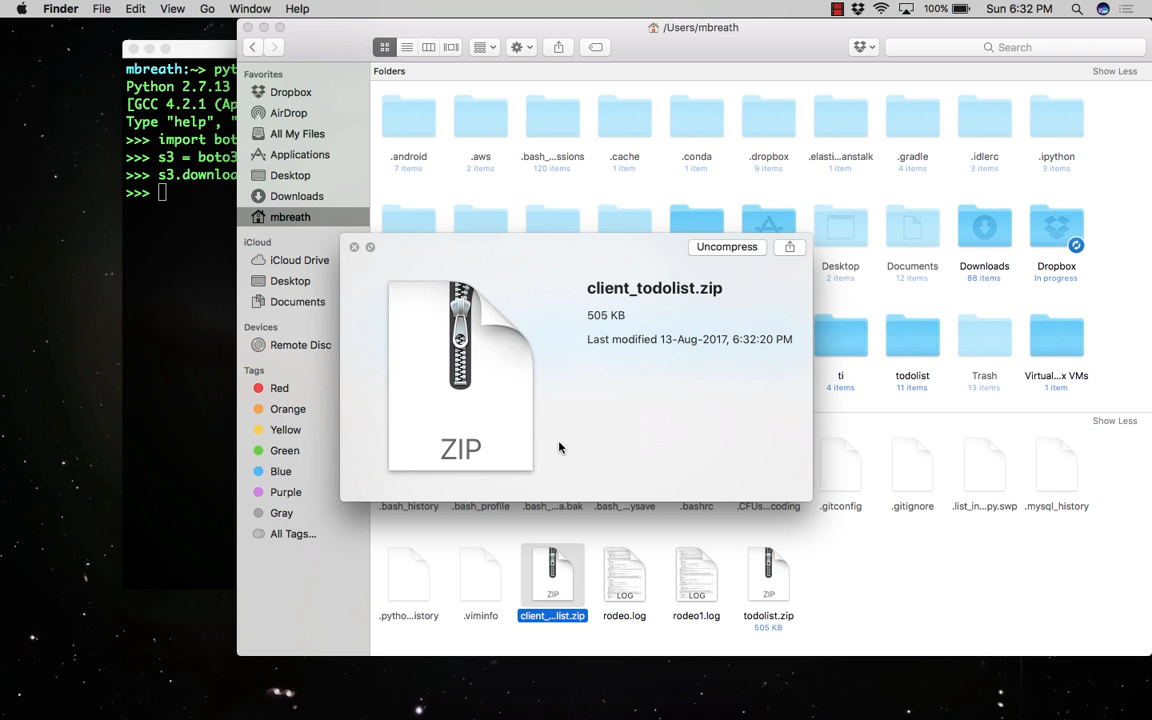 Finder File Edit View Go Window Help 100% Sun 6:32 PM
/Users/mbreath
Search
mbreath:~> pyt
Python 2.7.13
[GCC 4.2.1 (Ap
Type "help", "
>>> import bot
>>> s3 = boto3
>>> s3.downloa
>>>
Favorites
Dropbox
AirDrop
All My Files
Applications
Desktop
Downloads
mbreath
iCloud
iCloud Drive
Desktop
Documents
Devices
Remote Disc
Tags
Red
Orange
Yellow
Green
Blue
Purple
Gray
All Tags...
Folders Show Less
.android .aws .bash_...ssions .cache .conda .dropbox .elasti...anstalk .gradle .idlerc .ipython
7 items 2 items 120 items 1 item 1 item 9 items 1 item 4 items 3 items 3 items
Desktop Documents Downloads Dropbox
2 items 12 items 88 items In progress
ti todolist Trash Virtual...x VMs
4 items 11 items 13 items 1 item
Show Less
Uncompress
client_todolist.zip
505 KB
Last modified 13-Aug-2017, 6:32:20 PM
ZIP
.bash_history .bash_profile .bash_...a.bak .bash_...ysave .bashrc .CFUs...coding .gitconfig .gitignore .list_in...py.swp .mysql_history
ZIP LOG LOG ZIP
.pytho...istory .viminfo client_...list.zip rodeo.log rodeo1.log todolist.zip
505 KB